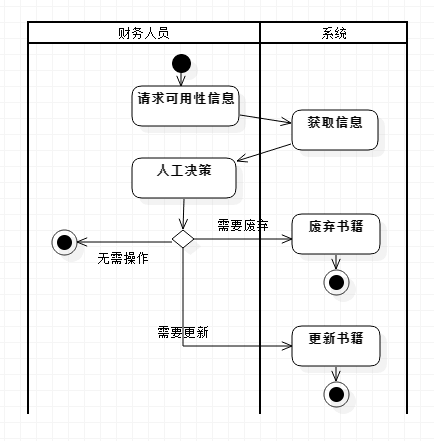 财务人员
系统
请求可用性信息
获取信息
人工决策
需要废弃
废弃书籍
无需操作
需要更新
更新书籍